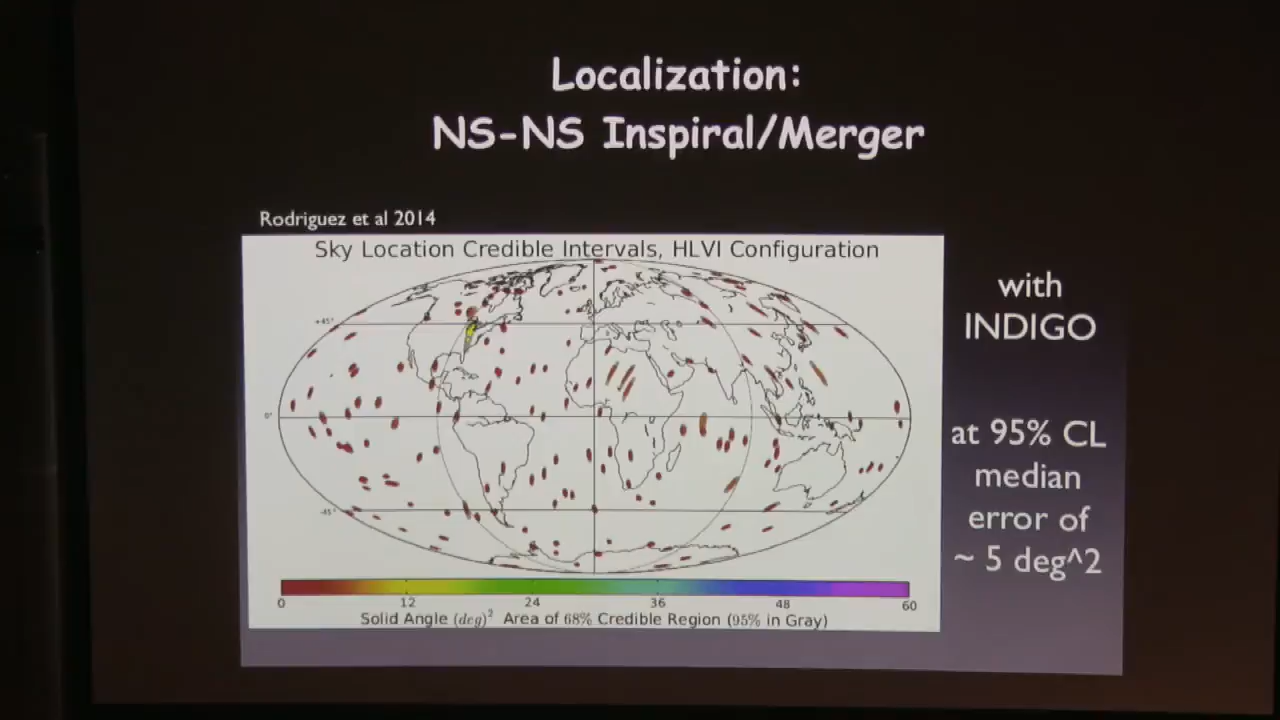 Localization:
NS-NS Inspiral/Merger
Rodriguez et al 2014
Sky Location Credible Intervals, HLVI Configuration
+45°
0°
-45°
0 12 24 36 48 60
Solid Angle (deg)² Area of 68% Credible Region (95% in Gray)
with
INDIGO
at 95% CL
median
error of
~ 5 deg^2